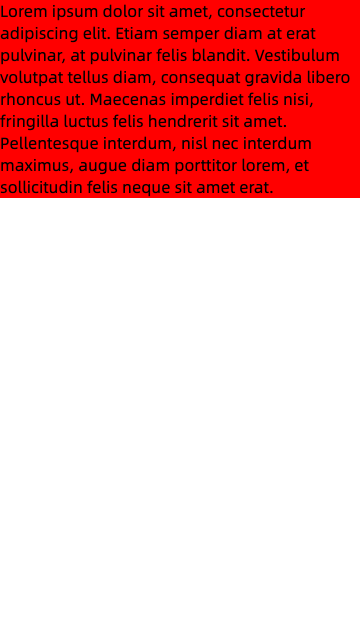 Lorem ipsum dolor sit amet, consectetur
adipiscing elit. Etiam semper diam at erat
pulvinar, at pulvinar felis blandit. Vestibulum
volutpat tellus diam, consequat gravida libero
rhoncus ut. Maecenas imperdiet felis nisi,
fringilla luctus felis hendrerit sit amet.
Pellentesque interdum, nisl nec interdum
maximus, augue diam porttitor lorem, et
sollicitudin felis neque sit amet erat.